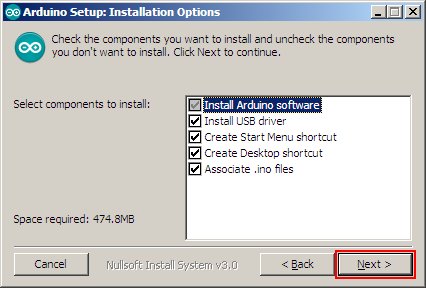 Arduino Setup: Installation Options
Check the components you want to install and uncheck the components
you don't want to install. Click Next to continue.
Select components to install:
Install Arduino software
Install USB driver
Create Start Menu shortcut
Create Desktop shortcut
Associate .ino files
Space required: 474.8MB
Cancel
Nullsoft Install System v3.0
< Back
Next >